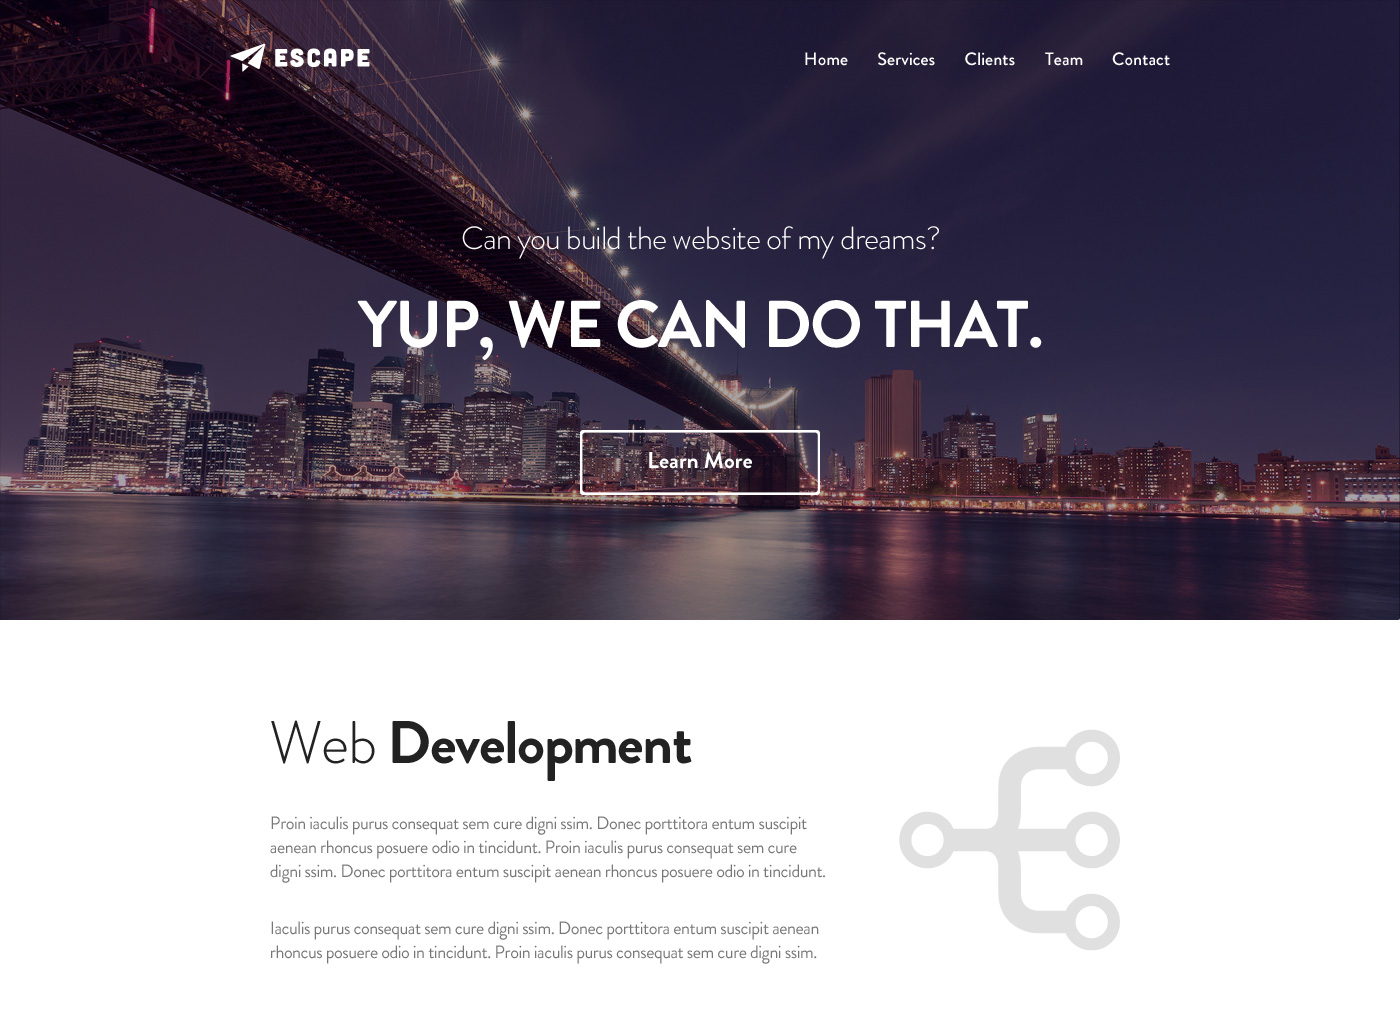 ESCAPE
Home Services Clients Team Contact
Can you build the website of my dreams?
YUP, WE CAN DO THAT.
Learn More
Web Development
Proin iaculis purus consequat sem cure digni ssim. Donec porttitora entum suscipit
aenean rhoncus posuere odio in tincidunt. Proin iaculis purus consequat sem cure
digni ssim. Donec porttitora entum suscipit aenean rhoncus posuere odio in tincidunt.
Iaculis purus consequat sem cure digni ssim. Donec porttitora entum suscipit aenean
rhoncus posuere odio in tincidunt. Proin iaculis purus consequat sem cure digni ssim.